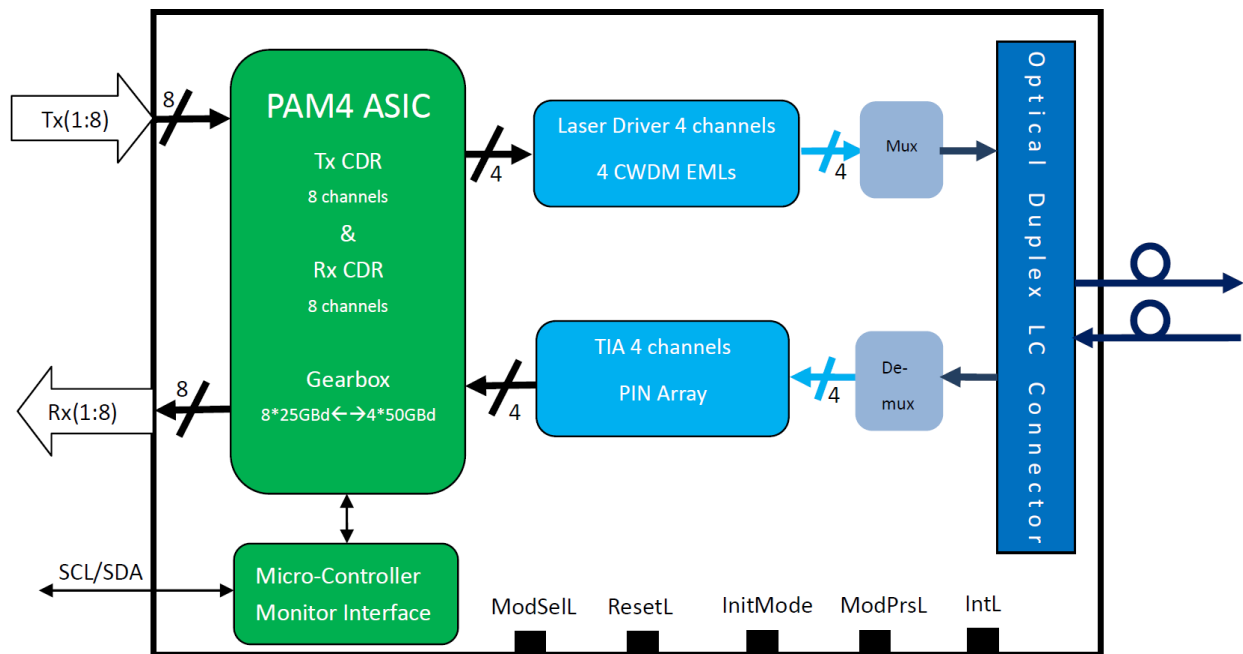 Tx(1:8)
8
PAM4 ASIC
Tx CDR
8 channels
&
Rx CDR
8 channels
Gearbox
8*25GBd←→4*50GBd
4
Laser Driver 4 channels
4 CWDM EMLs
4
Mux
Optical Duplex LC Connector
Rx(1:8)
8
4
TIA 4 channels
PIN Array
4
De-
mux
SCL/SDA
Micro-Controller
Monitor Interface
ModSelL
ResetL
InitMode
ModPrsL
IntL